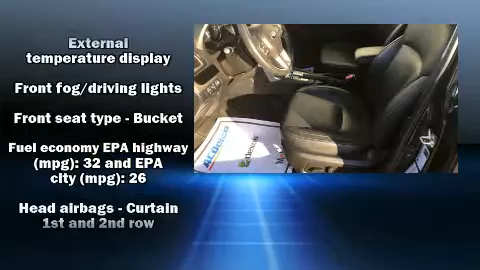 External
temperature display
Front fog/driving lights
Front seat type - Bucket
Fuel economy EPA highway
(mpg): 32 and EPA
city (mpg): 26
Head airbags - Curtain
1st and 2nd row
ACDelco